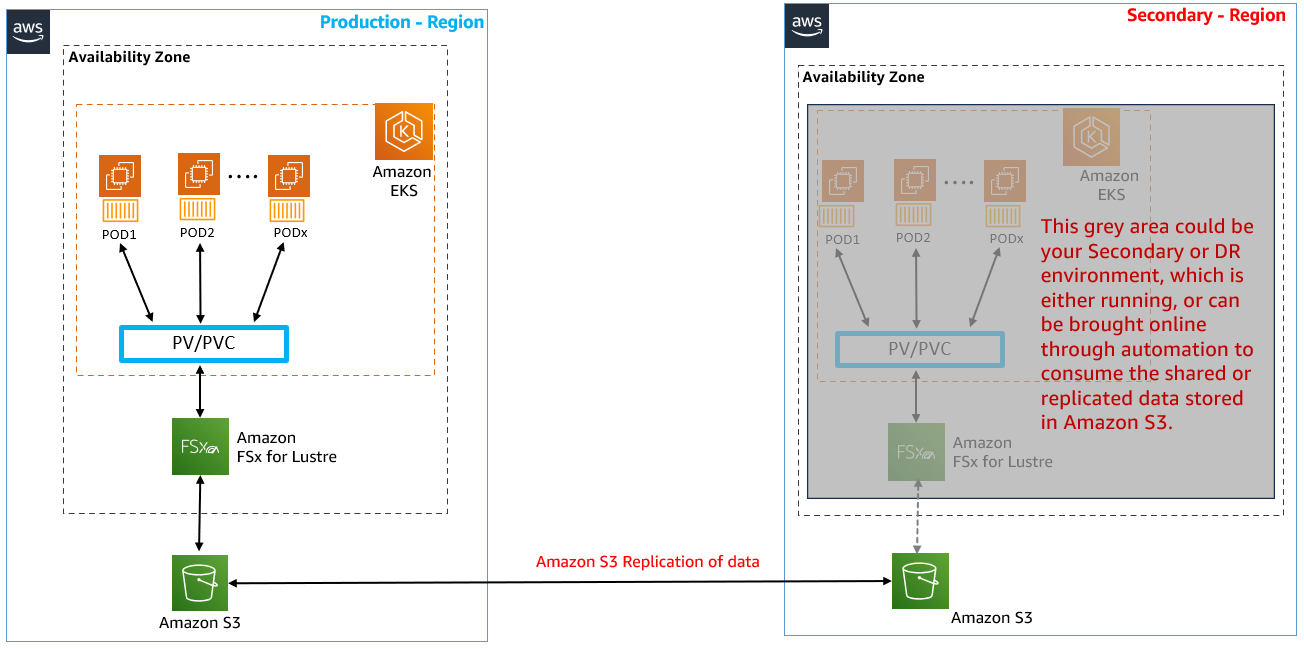 aws
Production - Region
Availability Zone
Amazon
EKS
POD1
POD2
....
PODx
PV/PVC
FSx
Amazon
FSx for Lustre
Amazon S3
Amazon S3 Replication of data
aws
Secondary - Region
Availability Zone
Amazon
EKS
POD1
POD2
....
PODx
This grey area could be
your Secondary or DR
environment, which is
either running, or can
be brought online
through automation to
consume the shared or
replicated data stored
in Amazon S3.
PV/PVC
FSx
Amazon
FSx for Lustre
Amazon S3